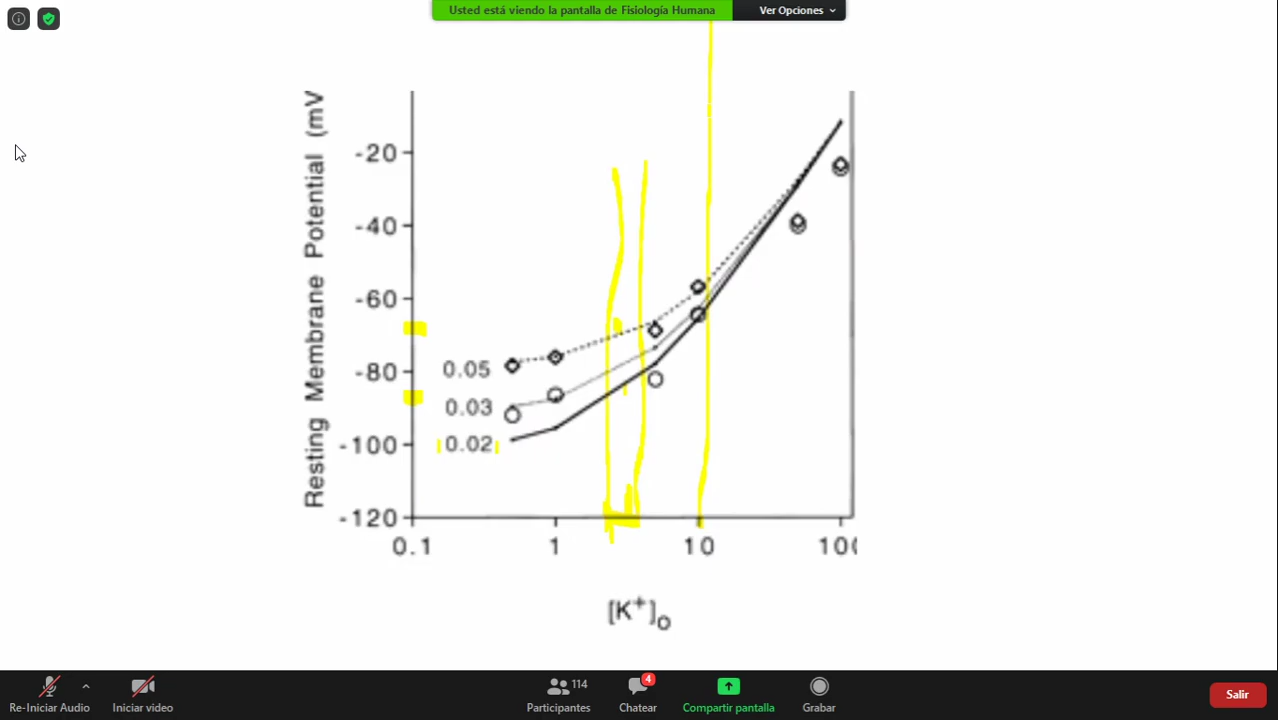 Usted está viendo la pantalla de Fisiología Humana
Ver Opciones
Resting Membrane Potential (mV
-20
-40
-60
-80
-100
-120
0.05
0.03
0.02
0.1
1
10
100
[K+]o
Re-Iniciar Audio
Iniciar video
114
Participantes
4
Chatear
Compartir pantalla
Grabar
Salir